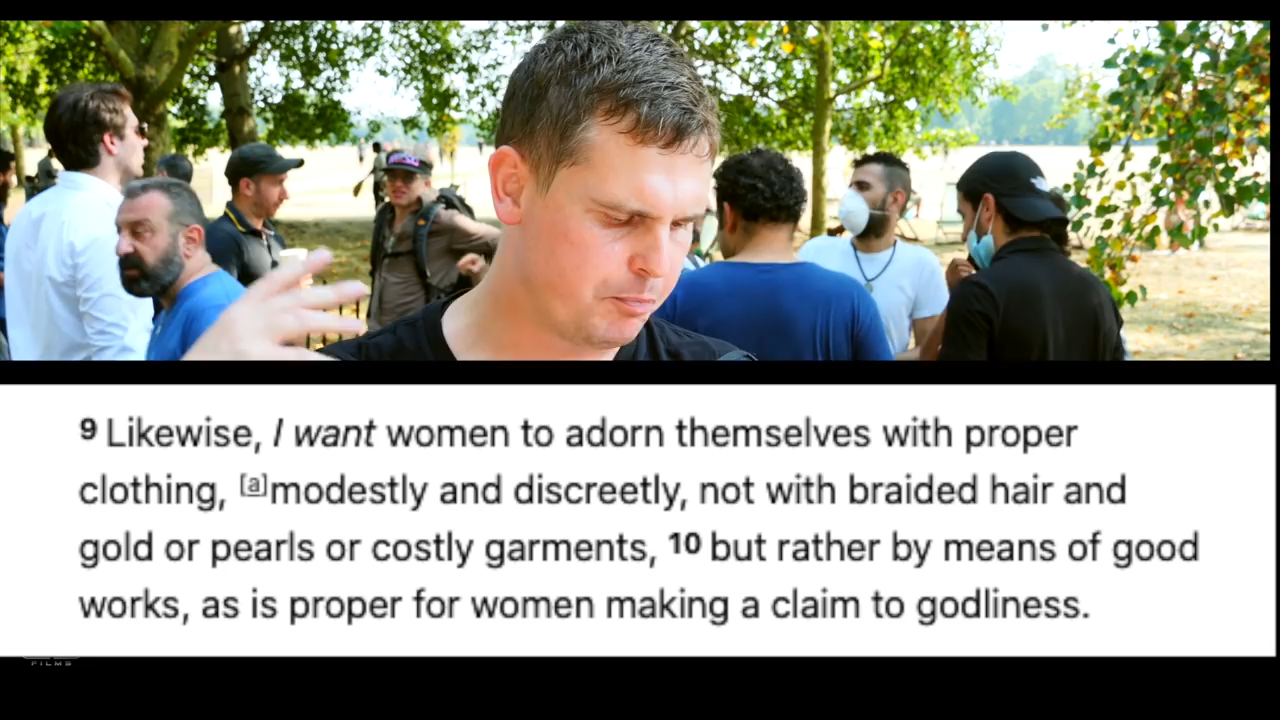 9 Likewise, I want women to adorn themselves with proper
clothing, [a]modestly and discreetly, not with braided hair and
gold or pearls or costly garments, 10 but rather by means of good
works, as is proper for women making a claim to godliness.
FILMS